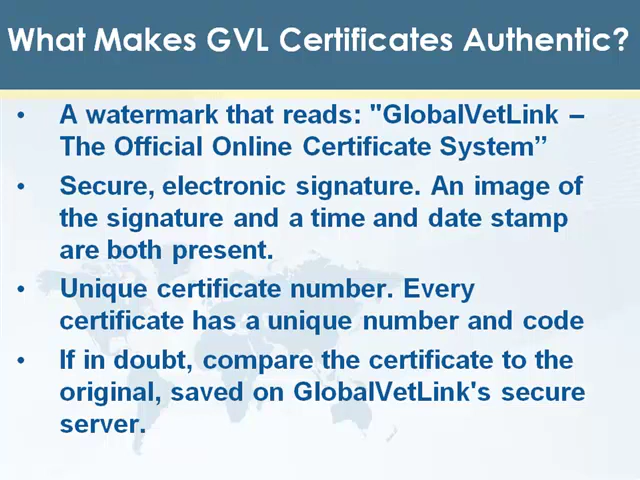 What Makes GVL Certificates Authentic?
• A watermark that reads: "GlobalVetLink –
The Official Online Certificate System”
• Secure, electronic signature. An image of
the signature and a time and date stamp
are both present.
• Unique certificate number. Every
certificate has a unique number and code
• If in doubt, compare the certificate to the
original, saved on GlobalVetLink's secure
server.